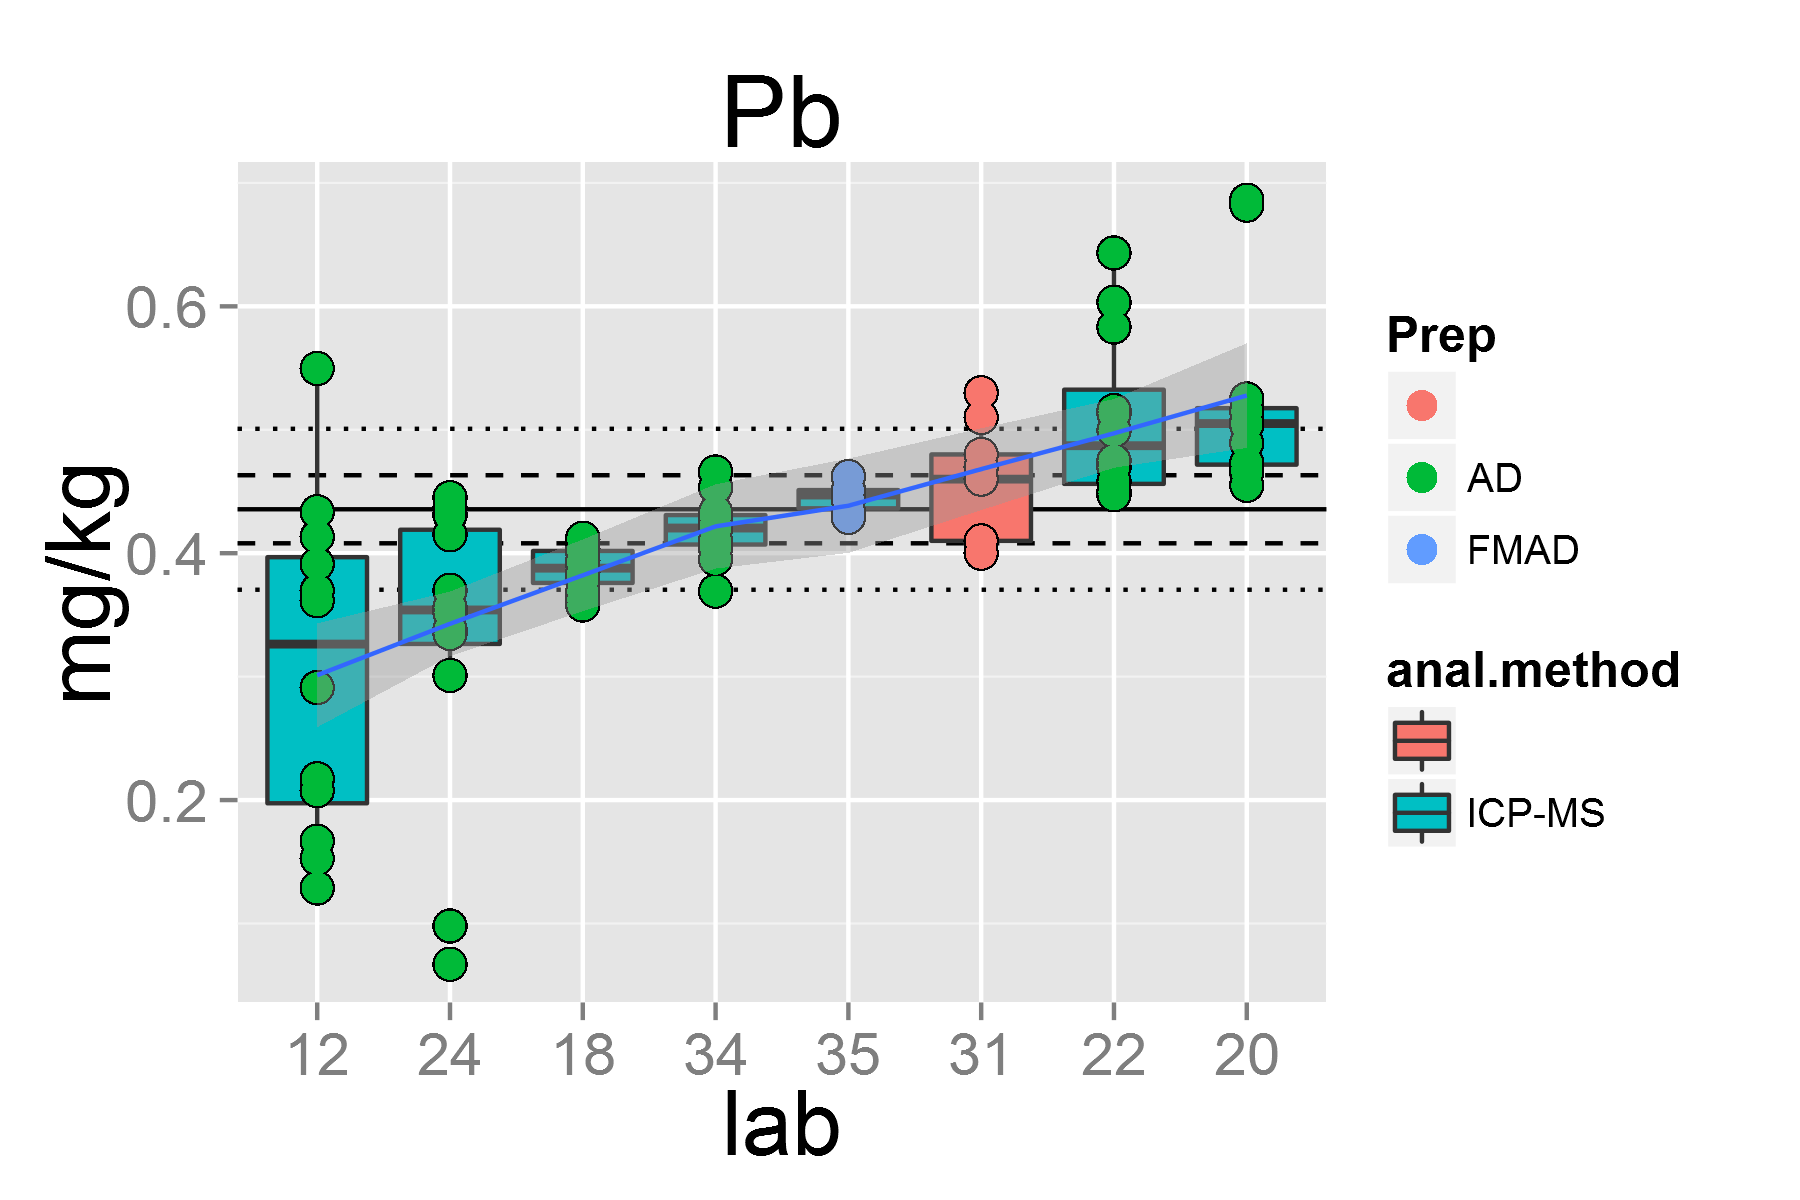 Pb
mg/kg
0.6
0.4
0.2
12 24 18 34 35 31 22 20
lab
Prep
AD
FMAD
anal.method
ICP-MS